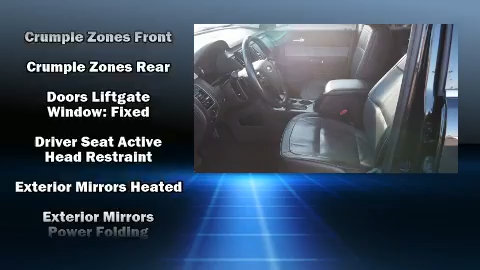 Crumple Zones Front
Crumple Zones Rear
Doors Liftgate
Window: Fixed
Driver Seat Active
Head Restraint
Exterior Mirrors Heated
Exterior Mirrors
Power Folding